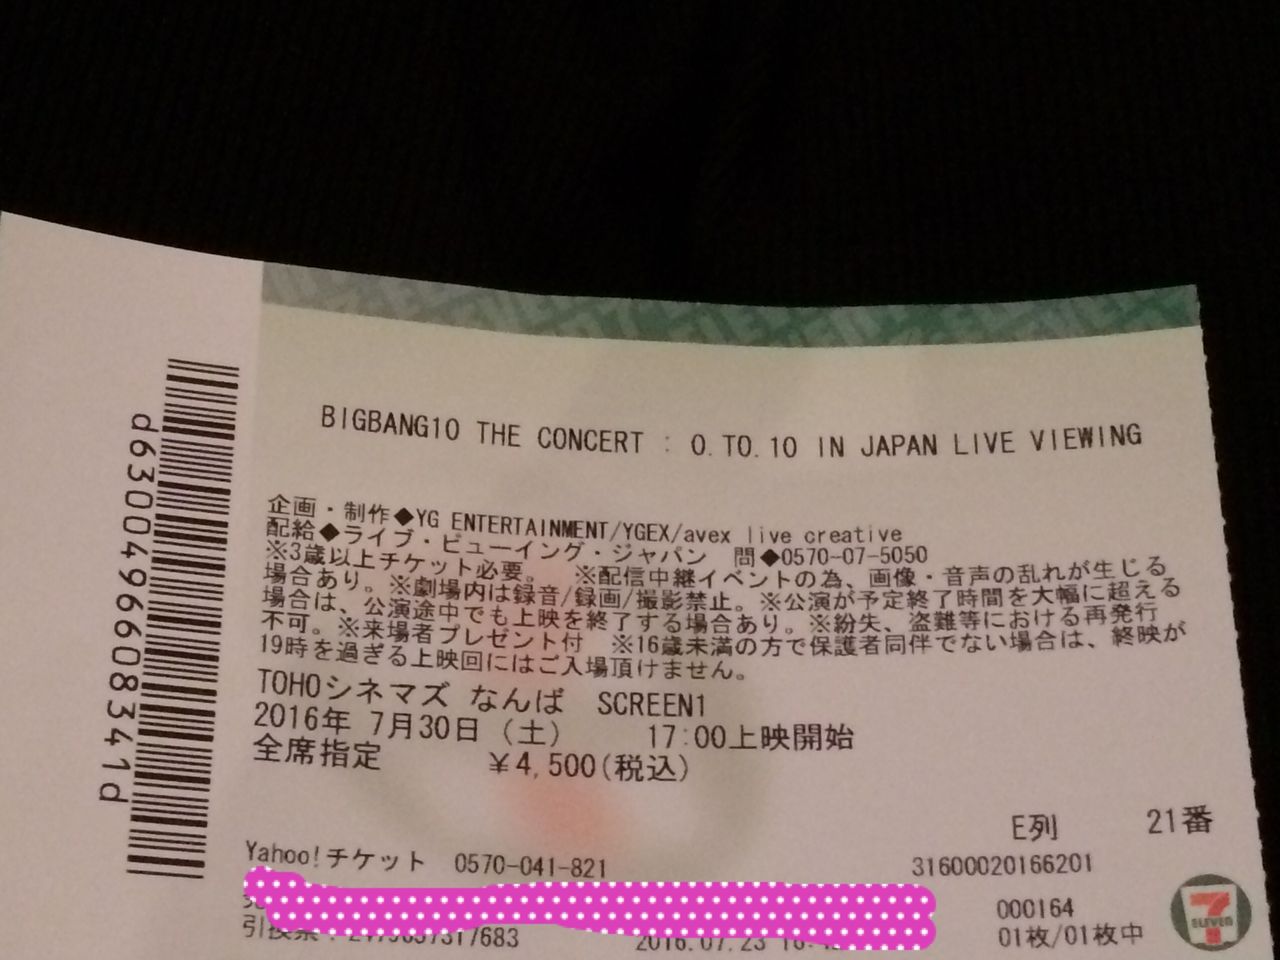 BIGBANG10 THE CONCERT : 0.TO.10 IN JAPAN LIVE VIEWING
企画・制作◆YG ENTERTAINMENT/YGEX/avex live creative
配給◆ライブ・ビューイング・ジャパン 問◆0570-07-5050
※3歳以上チケット必要。 ※配信中継イベントの為、画像・音声の乱れが生じる
場合あり。※劇場内は録音/録画/撮影禁止。※公演が予定終了時間を大幅に超える
場合は、公演途中でも上映を終了する場合あり。※紛失、盗難等における再発行
不可。※来場者プレゼント付 ※16歳未満の方で保護者同伴でない場合は、終映が
19時を過ぎる上映回にはご入場頂けません。
TOHOシネマズ なんば SCREEN1
2016年 7月30日（土） 17:00上映開始
全席指定 ￥4,500(税込)
E列 21番
Yahoo!チケット 0570-041-821
31600020166201
000164
引換票:
2016.07.23
01枚/01枚中
7 ELEVEN
d6300496608341d